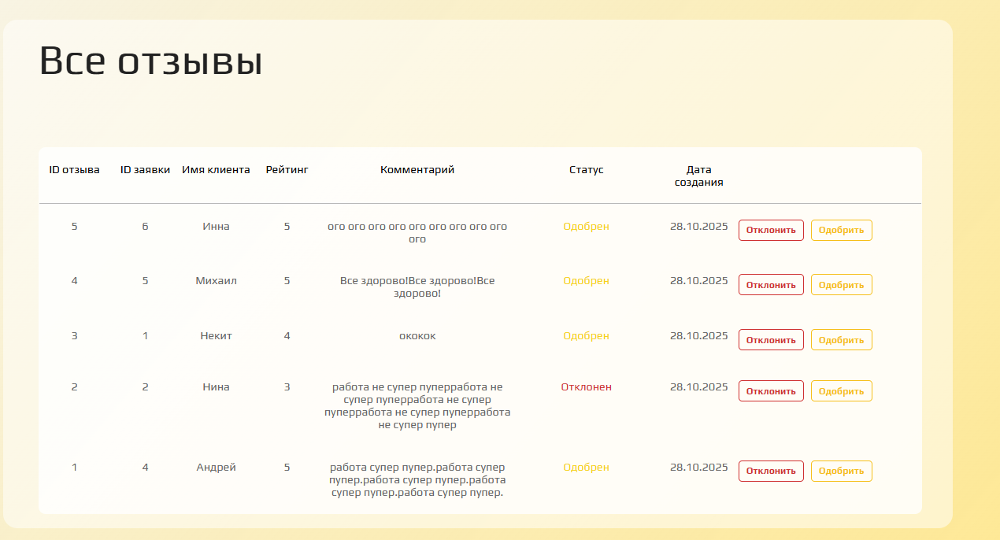 Все отзывы
ID отзыва ID заявки Имя клиента Рейтинг Комментарий Статус Дата создания
5 6 Инна 5 ого ого ого ого ого ого ого ого ого Одобрен 28.10.2025 Отклонить Одобрить
ого
4 5 Михаил 5 Все здорово!Все здорово!Все Одобрен 28.10.2025 Отклонить Одобрить
здорово!
3 1 Некит 4 ококок Одобрен 28.10.2025 Отклонить Одобрить
2 2 Нина 3 работа не супер пуперработа не Отклонен 28.10.2025 Отклонить Одобрить
супер пуперработа не супер
пуперработа не супер пуперработа
не супер пупер
1 4 Андрей 5 работа супер пупер.работа супер Одобрен 28.10.2025 Отклонить Одобрить
пупер.работа супер пупер.работа
супер пупер.работа супер пупер.